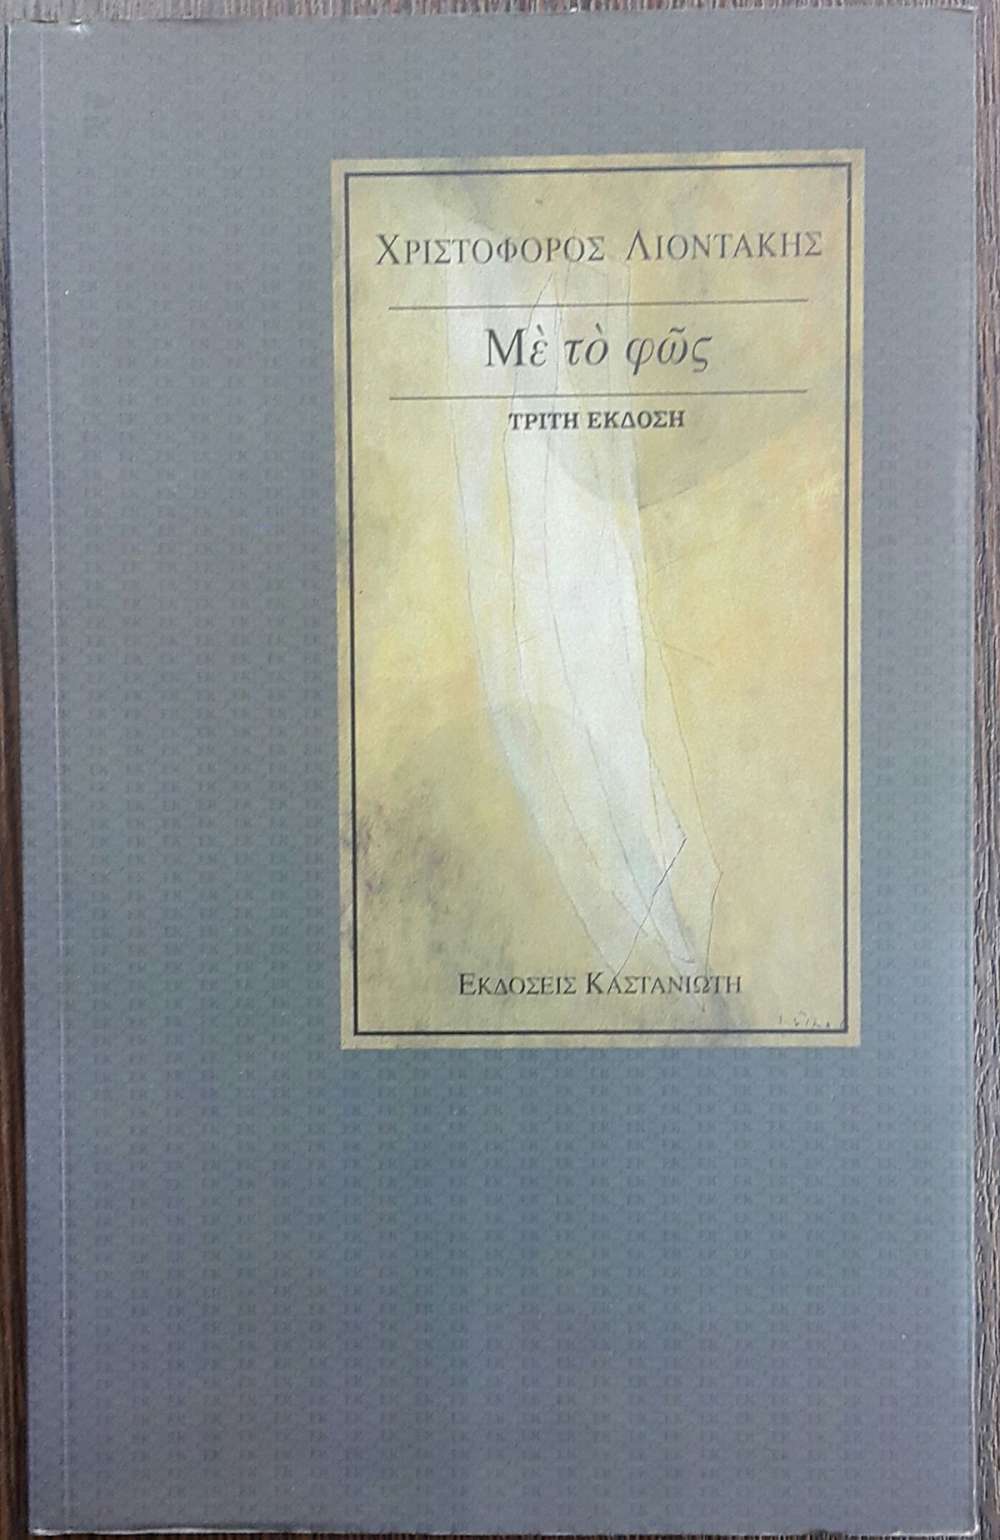 ΧΡΙΣΤΟΦΟΡΟΣ ΛΙΟΝΤΑΚΗΣ
Μὲ τὸ φῶς
ΤΡΙΤΗ ΕΚΔΟΣΗ
ΕΚΔΟΣΕΙΣ ΚΑΣΤΑΝΙΩΤΗ